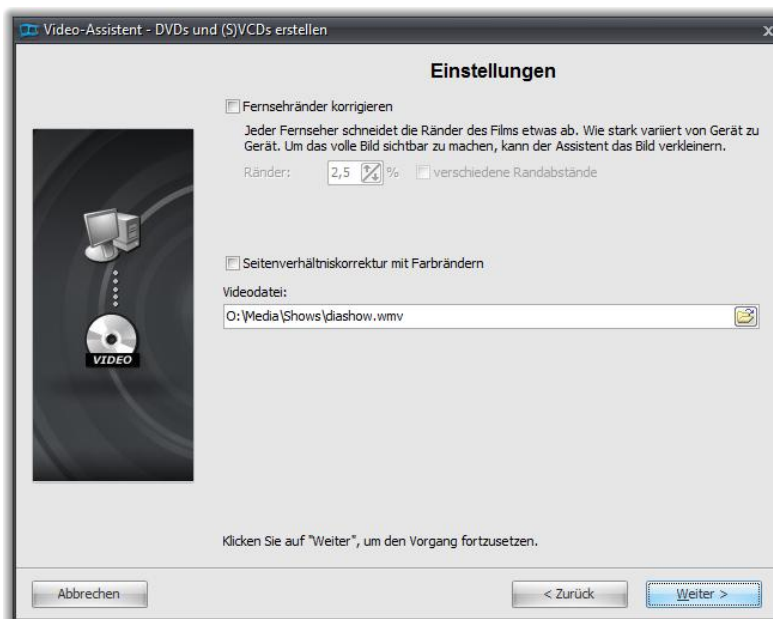 Video-Assistent - DVDs und (S)VCDs erstellen
Einstellungen
Fernsehränder korrigieren
Jeder Fernseher schneidet die Ränder des Films etwas ab. Wie stark variiert von Gerät zu
Gerät. Um das volle Bild sichtbar zu machen, kann der Assistent das Bild verkleinern.
Ränder: 2,5 % verschiedene Randabstände
Seitenverhältniskorrektur mit Farbrändern
Videodatei:
O:\Media\Shows\diashow.wmv
VIDEO
Klicken Sie auf "Weiter", um den Vorgang fortzusetzen.
Abbrechen < Zurück Weiter >